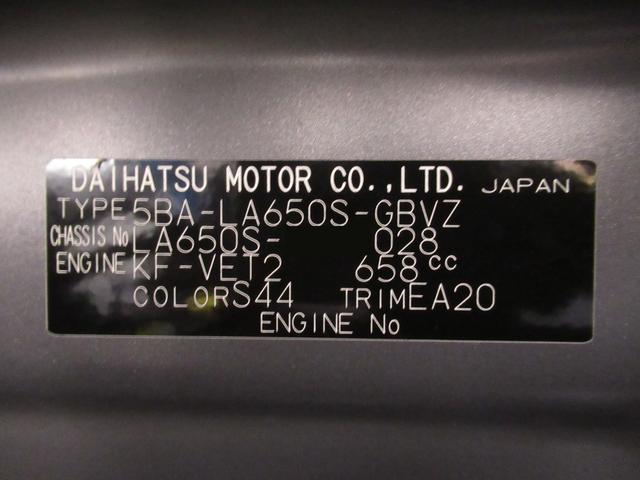 DAIHATSU MOTOR CO.,LTD. JAPAN
TYPE 5BA-LA650S-GBVZ
CHASSIS No LA650S- 028
ENGINE KF-VET2 658cc
COLOR S44 TRIM EA20
ENGINE No